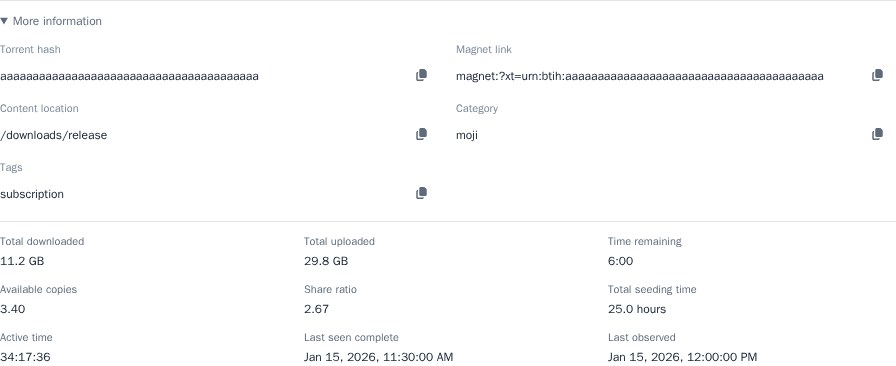 More information
Torrent hash
Magnet link
aaaaaaaaaaaaaaaaaaaaaaaaaaaaaaaaaaaaaaaa
magnet:?xt=urn:btih:aaaaaaaaaaaaaaaaaaaaaaaaaaaaaaaaaaaaaaaa
Content location
Category
/downloads/release
moji
Tags
subscription
Total downloaded
Total uploaded
Time remaining
11.2 GB
29.8 GB
6:00
Available copies
Share ratio
Total seeding time
3.40
2.67
25.0 hours
Active time
Last seen complete
Last observed
34:17:36
Jan 15, 2026, 11:30:00 AM
Jan 15, 2026, 12:00:00 PM